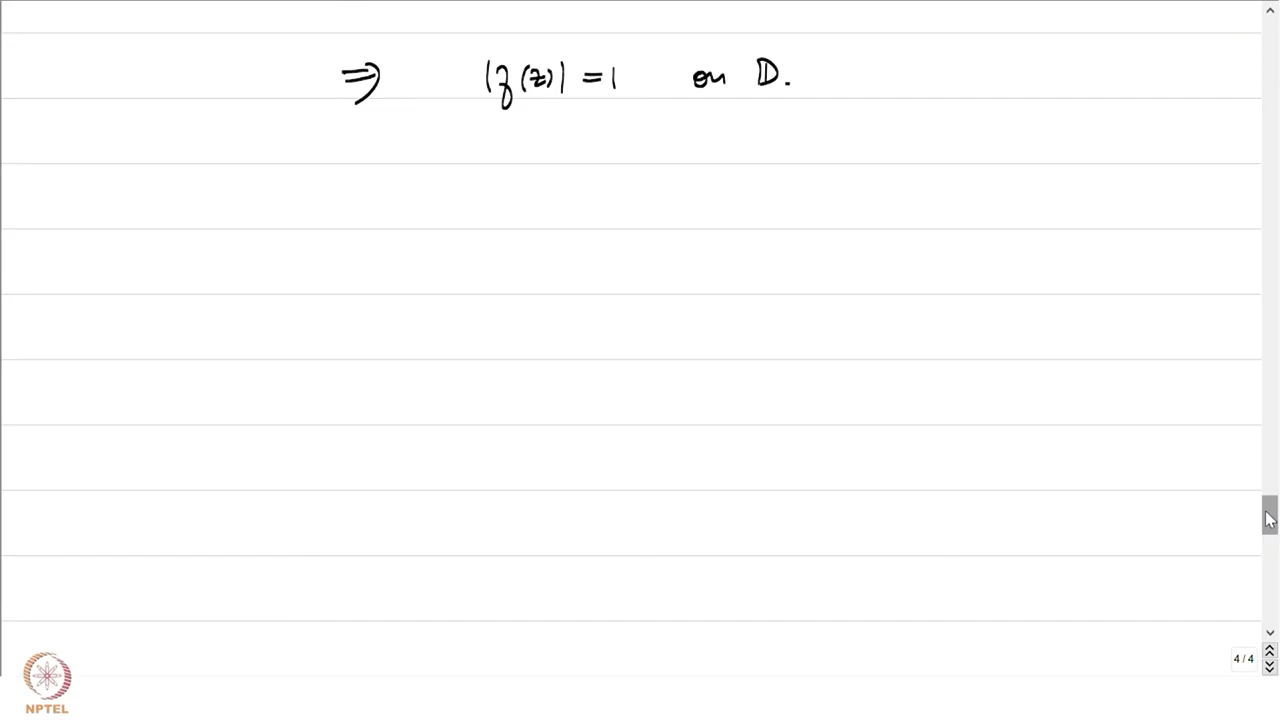 ⇒ |f(z)| = 1 on 𝔻.
4 / 4
NPTEL